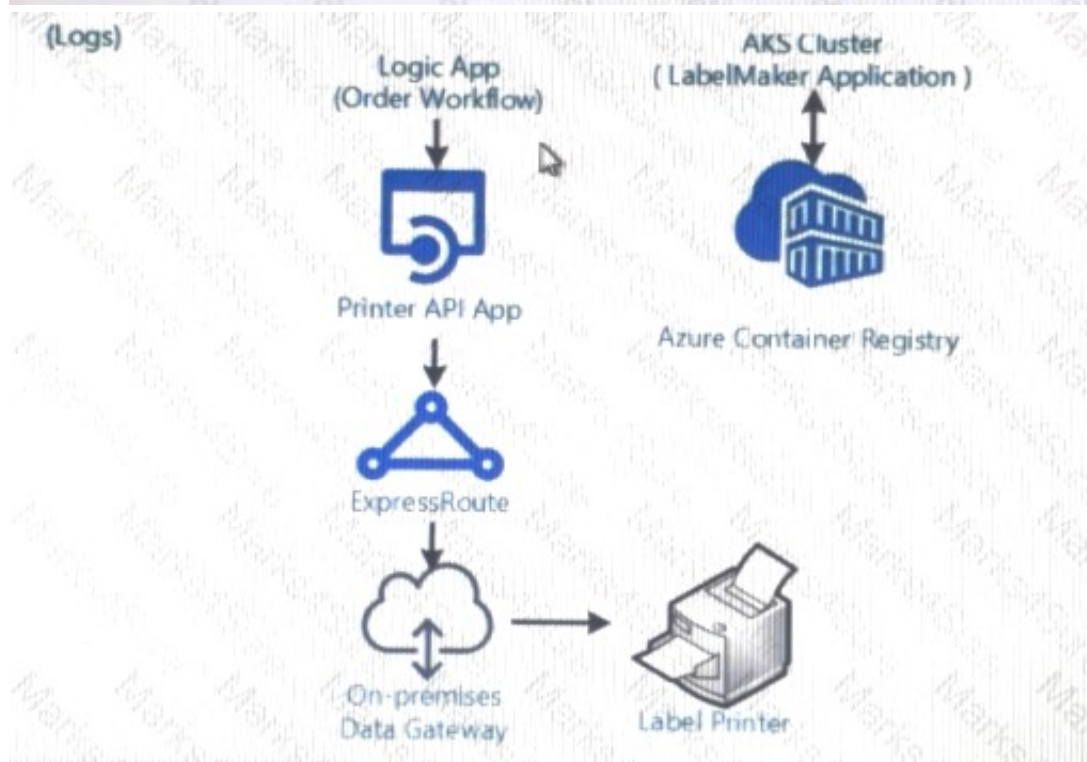 (Logs)
Logic App
(Order Workflow)
AKS Cluster
( LabelMaker Application )
Printer API App
Azure Container Registry
ExpressRoute
On-premises
Data Gateway
Label Printer